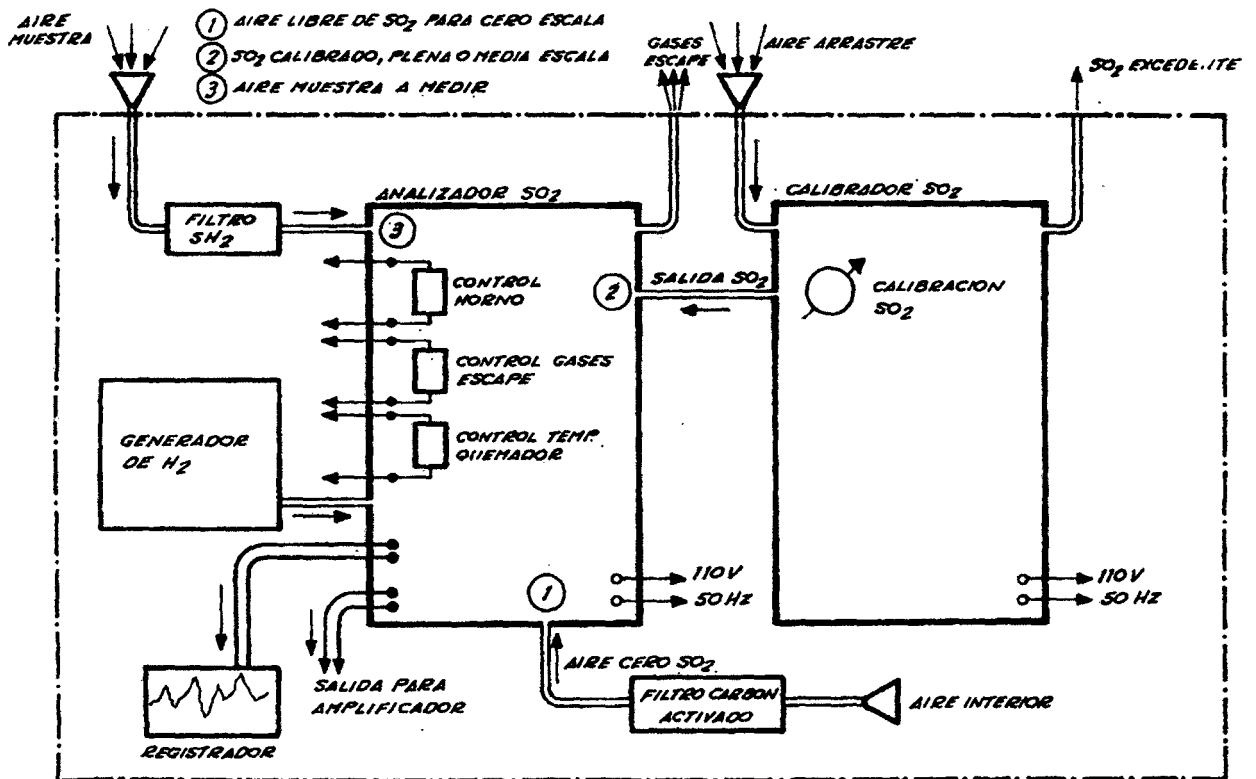 AIRE
MUESTRA
1 AIRE LIBRE DE SO2 PARA CERO ESCALA
2 SO2 CALIBRADO, PLENA O MEDIA ESCALA
3 AIRE MUESTRA A MEDIR
GASES
ESCAPE
AIRE ARRASTRE
SO2 EXCEDENTE
ANALIZADOR SO2
CALIBRADOR SO2
FILTRO
SH2
3
CONTROL
HORNO
2
SALIDA SO2
CALIBRACION
SO2
CONTROL GASES
ESCAPE
GENERADOR
DE H2
CONTROL TEMP.
QUEMADOR
1
110V
50 HZ
110V
50 HZ
AIRE CERO SO2
SALIDA PARA
AMPLIFICADOR
FILTRO CARBON
ACTIVADO
AIRE INTERIOR
REGISTRADOR